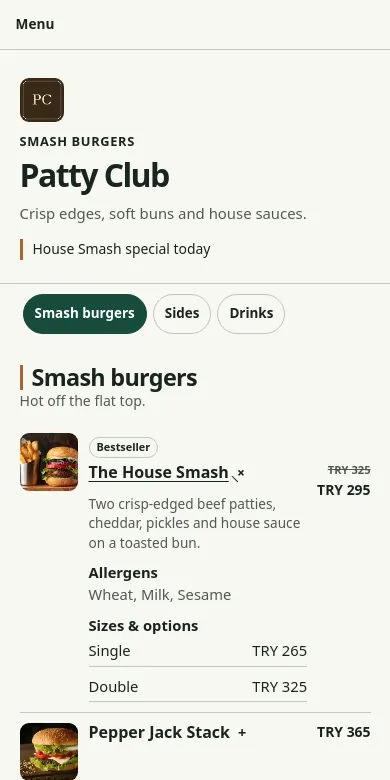 Menu
PC
SMASH BURGERS
Patty Club
Crisp edges, soft buns and house sauces.
House Smash special today
Smash burgers
Sides
Drinks
Smash burgers
Hot off the flat top.
Bestseller
The House Smash ×
TRY 325
TRY 295
Two crisp-edged beef patties,
cheddar, pickles and house sauce
on a toasted bun.
Allergens
Wheat, Milk, Sesame
Sizes & options
Single TRY 265
Double TRY 325
Pepper Jack Stack + TRY 365